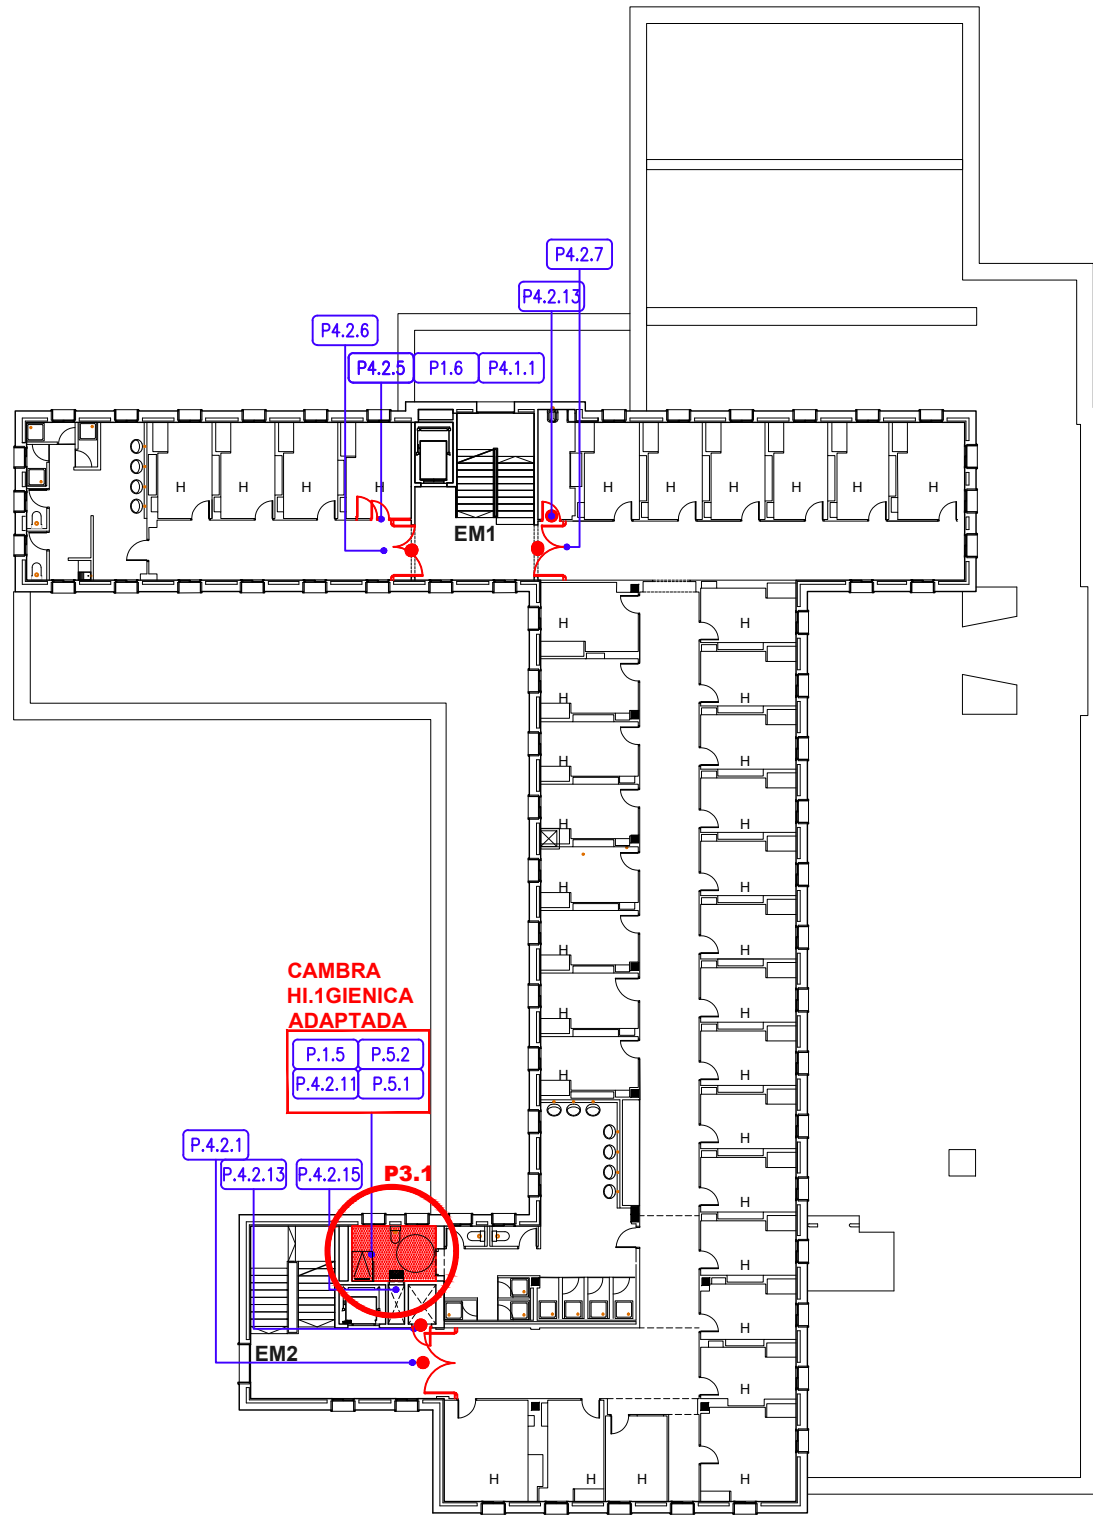 P4.2.7
P4.2.13
P4.2.6
P4.2.5 P1.6 P4.1.1
H H H H H H H H H H
EM1
H H
H H
H H
H H
H H
H H
H H
H H
H
H
H
H
H
H
CAMBRA
HI.1GIENICA
ADAPTADA
P.1.5 P.5.2
P.4.2.11 P.5.1
P.4.2.1
P.4.2.13 P.4.2.15 P3.1
EM2
H H H H